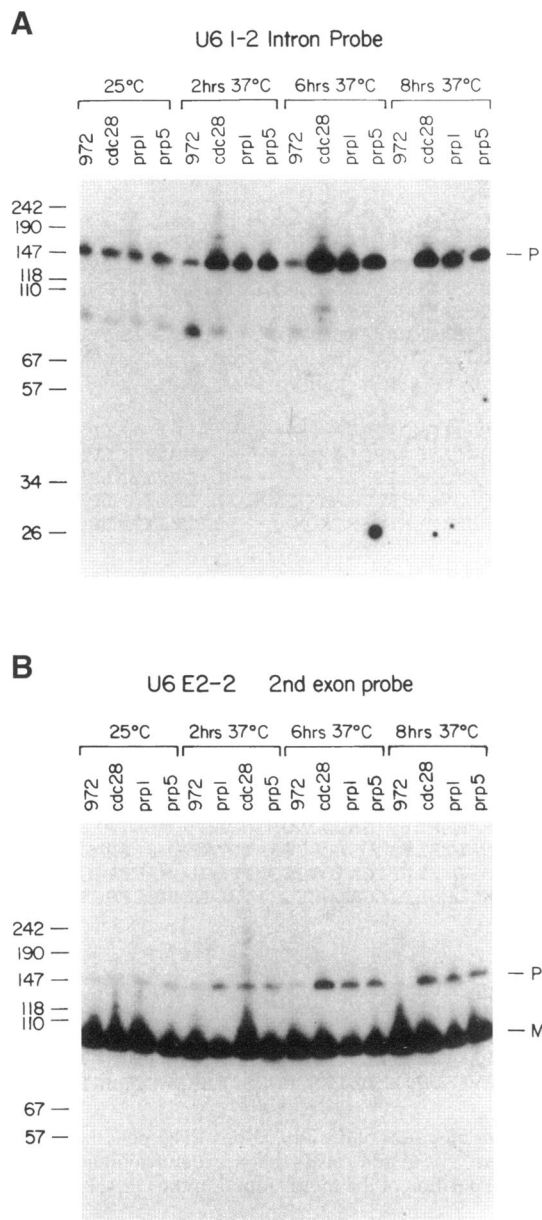 A
U6 I-2 Intron Probe
25°C 2hrs 37°C 6hrs 37°C 8hrs 37°C
972 cdc28 prp1 prp5 972 cdc28 prp1 prp5 972 cdc28 prp1 prp5 972 cdc28 prp1 prp5
242
190
147
118
110
67
57
34
26
P
B
U6 E2-2 2nd exon probe
25°C 2hrs 37°C 6hrs 37°C 8hrs 37°C
972 cdc28 prp1 prp5 972 prp1 cdc28 prp5 972 cdc28 prp1 prp5 972 cdc28 prp1 prp5
242
190
147
118
110
67
57
P
M